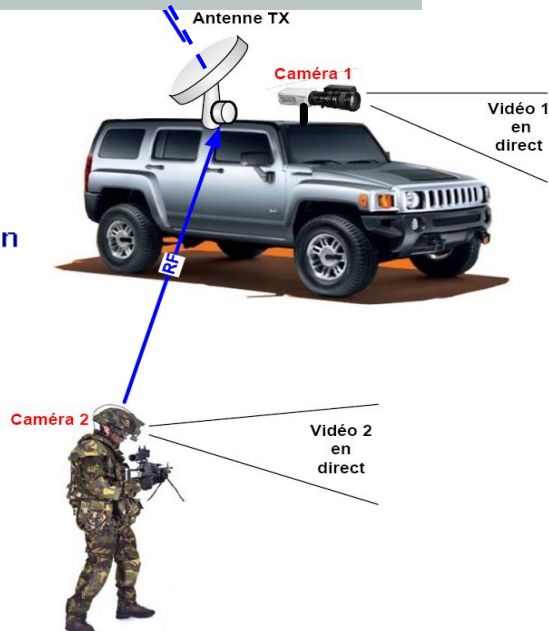 Antenne TX
Caméra 1
Vidéo 1
en
direct
n
RF
Caméra 2
Vidéo 2
en
direct